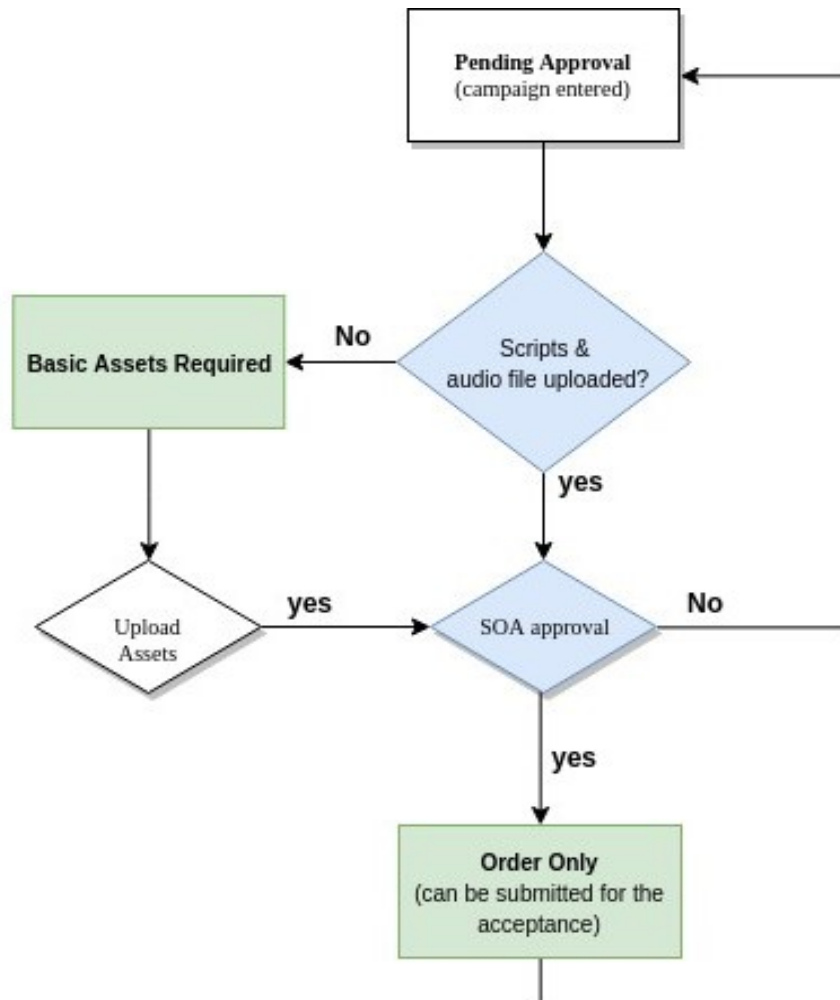 Pending Approval
(campaign entered)
Scripts &
audio file uploaded?
No
Basic Assets Required
yes
Upload
Assets
yes
SOA approval
No
yes
Order Only
(can be submitted for the
acceptance)